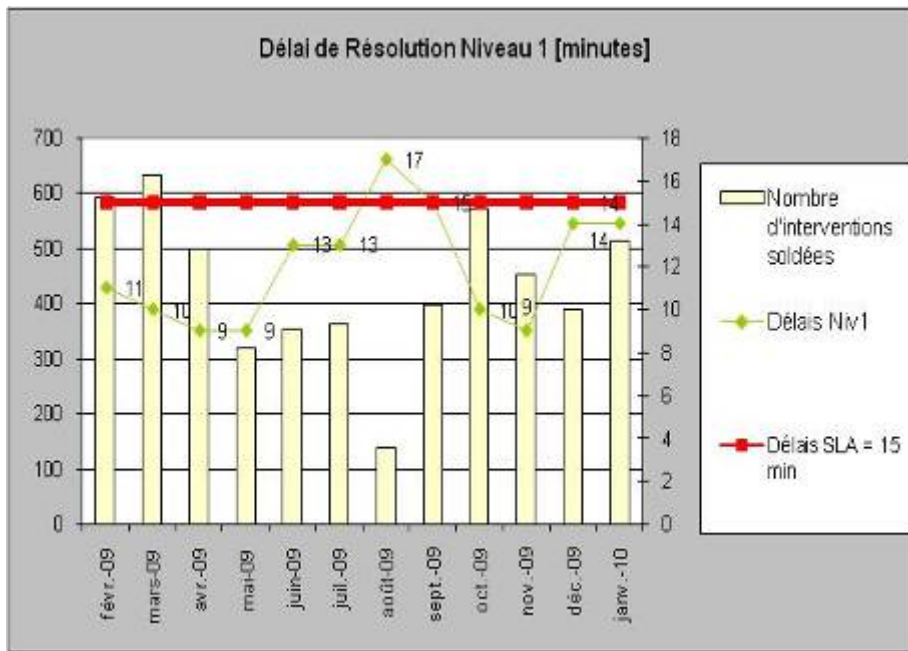 Délai de Résolution Niveau 1 [minutes]
700
600
500
400
300
200
100
0
18
16
14
12
10
8
6
4
2
0
11
10
9
9
13
13
17
15
10
9
14
14
févr.-09
mars-09
avr.-09
mai-09
juin-09
juil.-09
août-09
sept.-09
oct.-09
nov.-09
déc.-09
janv.-10
Nombre
d'interventions
soldées
Délais Niv1
Délais SLA = 15
min